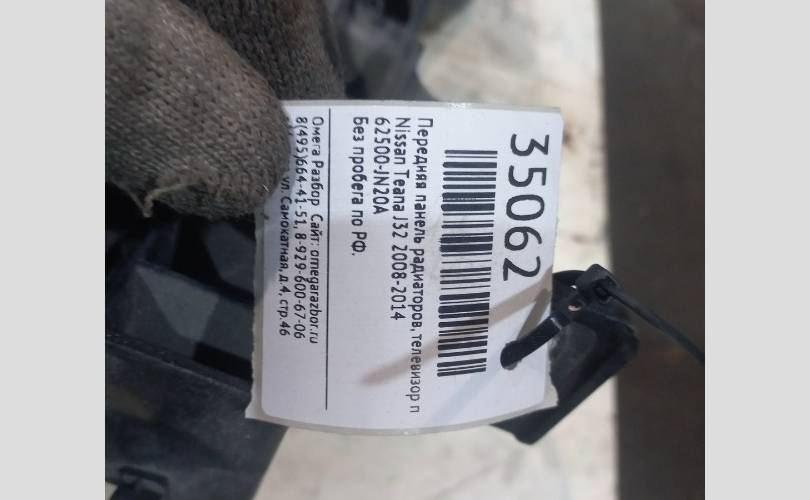 35062
Передняя панель радиаторов, телевизор п
Nissan Teana J32 2008-2014
62500-JN20A
Без пробега по РФ.
Омега Разбор Сайт: omegarazbor.ru
8(495)664-41-51, 8-929-600-67-06
ул. Самокатная, д.4, стр.46